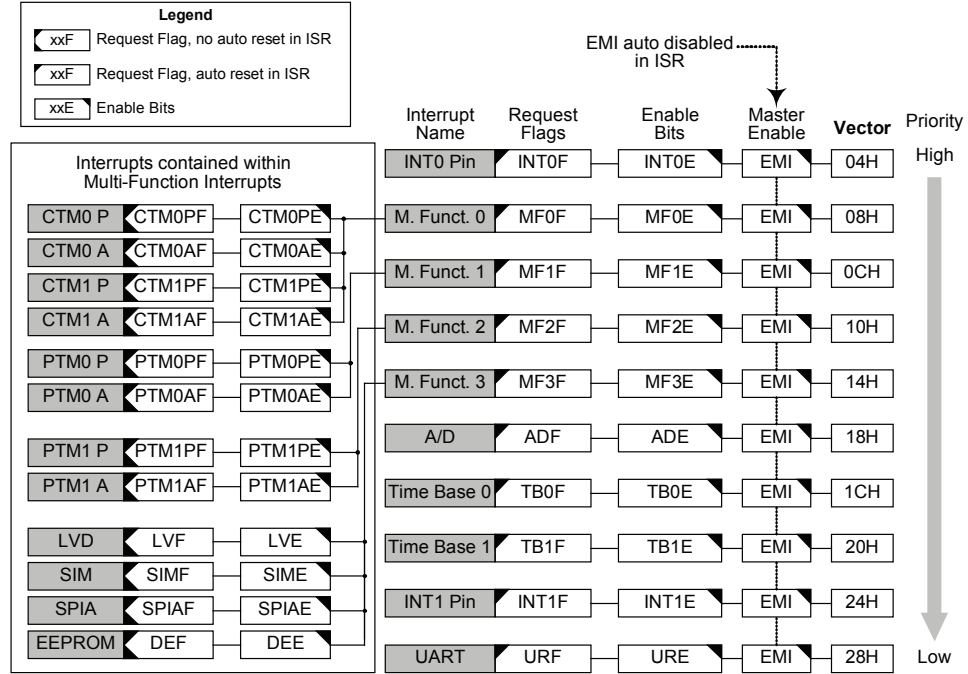 Legend
xxF Request Flag, no auto reset in ISR
xxF Request Flag, auto reset in ISR
xxE Enable Bits
EMI auto disabled
in ISR
Interrupt Name
Request Flags
Enable Bits
Master Enable
Vector
Priority
High
INT0 Pin INT0F INT0E EMI 04H
M. Funct. 0 MF0F MF0E EMI 08H
M. Funct. 1 MF1F MF1E EMI 0CH
M. Funct. 2 MF2F MF2E EMI 10H
M. Funct. 3 MF3F MF3E EMI 14H
A/D ADF ADE EMI 18H
Time Base 0 TB0F TB0E EMI 1CH
Time Base 1 TB1F TB1E EMI 20H
INT1 Pin INT1F INT1E EMI 24H
UART URF URE EMI 28H
Low
Interrupts contained within
Multi-Function Interrupts
CTM0 P CTM0PF CTM0PE
CTM0 A CTM0AF CTM0AE
CTM1 P CTM1PF CTM1PE
CTM1 A CTM1AF CTM1AE
PTM0 P PTM0PF PTM0PE
PTM0 A PTM0AF PTM0AE
PTM1 P PTM1PF PTM1PE
PTM1 A PTM1AF PTM1AE
LVD LVF LVE
SIM SIMF SIME
SPIA SPIAF SPIAE
EEPROM DEF DEE